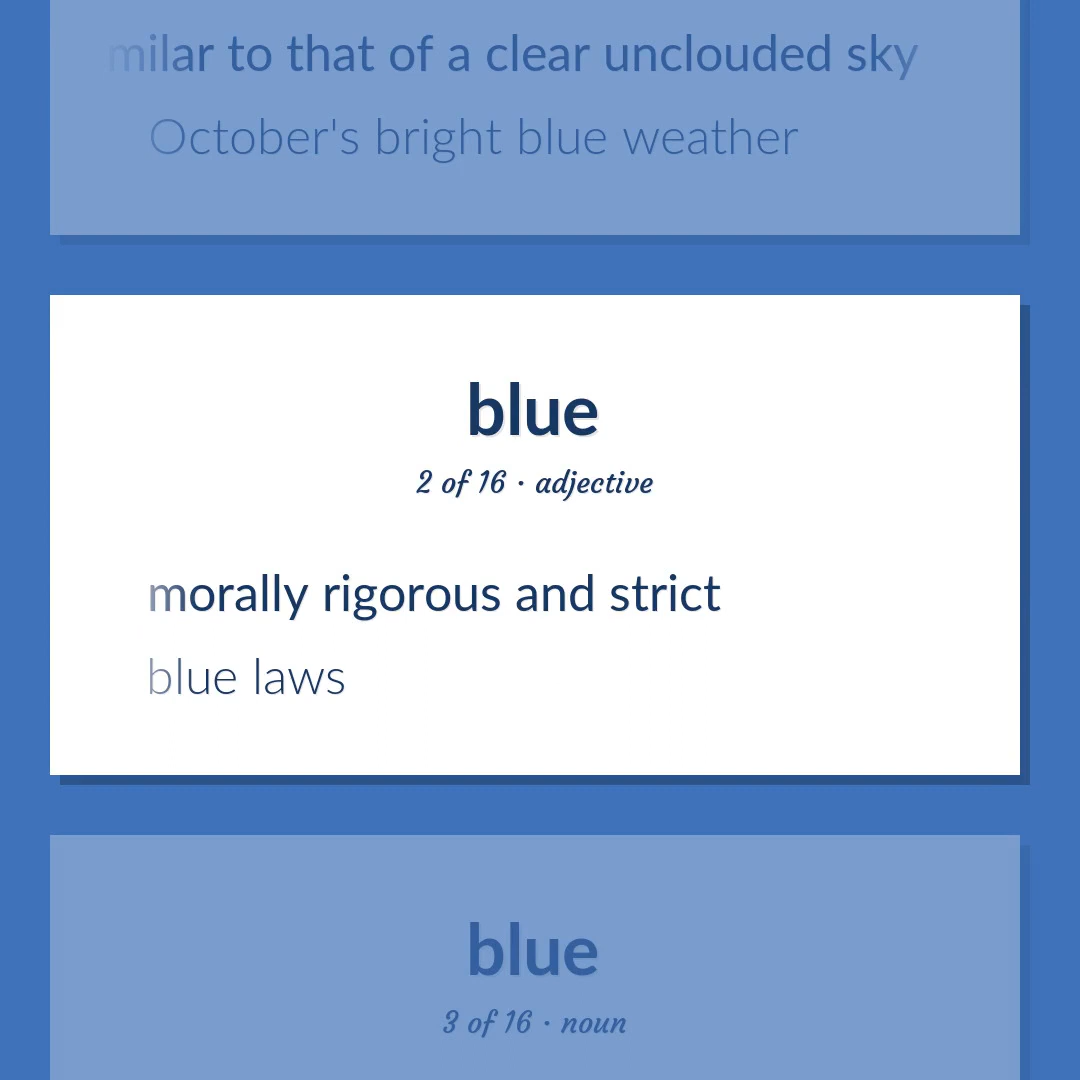 milar to that of a clear unclouded sky
October's bright blue weather
blue
2 of 16 · adjective
morally rigorous and strict
blue laws
blue
3 of 16 · noun